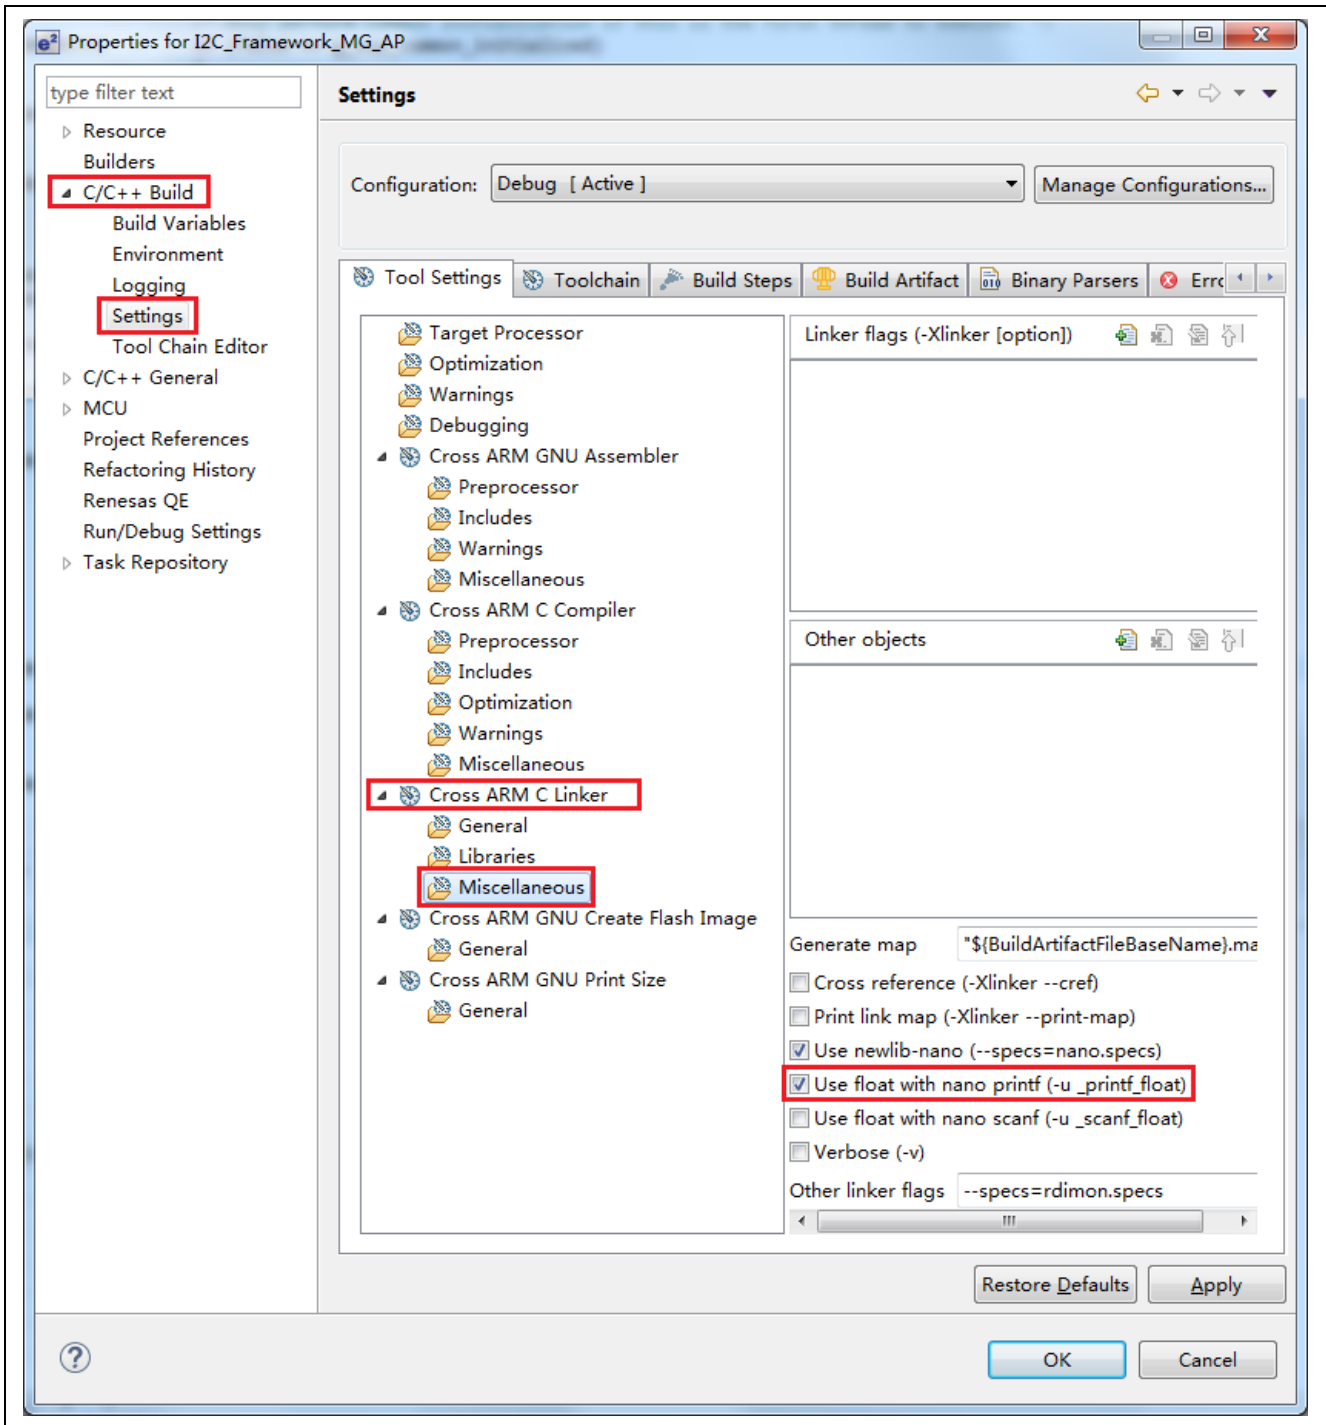 e² Properties for I2C_Framework_MG_AP
type filter text
Resource
Builders
C/C++ Build
Build Variables
Environment
Logging
Settings
Tool Chain Editor
C/C++ General
MCU
Project References
Refactoring History
Renesas QE
Run/Debug Settings
Task Repository
Settings
Configuration: Debug [ Active ] Manage Configurations...
Tool Settings Toolchain Build Steps Build Artifact Binary Parsers Erro
Target Processor
Optimization
Warnings
Debugging
Cross ARM GNU Assembler
Preprocessor
Includes
Warnings
Miscellaneous
Cross ARM C Compiler
Preprocessor
Includes
Optimization
Warnings
Miscellaneous
Cross ARM C Linker
General
Libraries
Miscellaneous
Cross ARM GNU Create Flash Image
General
Cross ARM GNU Print Size
General
Linker flags (-Xlinker [option])
Other objects
Generate map "${BuildArtifactFileBaseName}.ma
Cross reference (-Xlinker --cref)
Print link map (-Xlinker --print-map)
Use newlib-nano (--specs=nano.specs)
Use float with nano printf (-u _printf_float)
Use float with nano scanf (-u _scanf_float)
Verbose (-v)
Other linker flags --specs=rdimon.specs
Restore Defaults Apply
OK Cancel